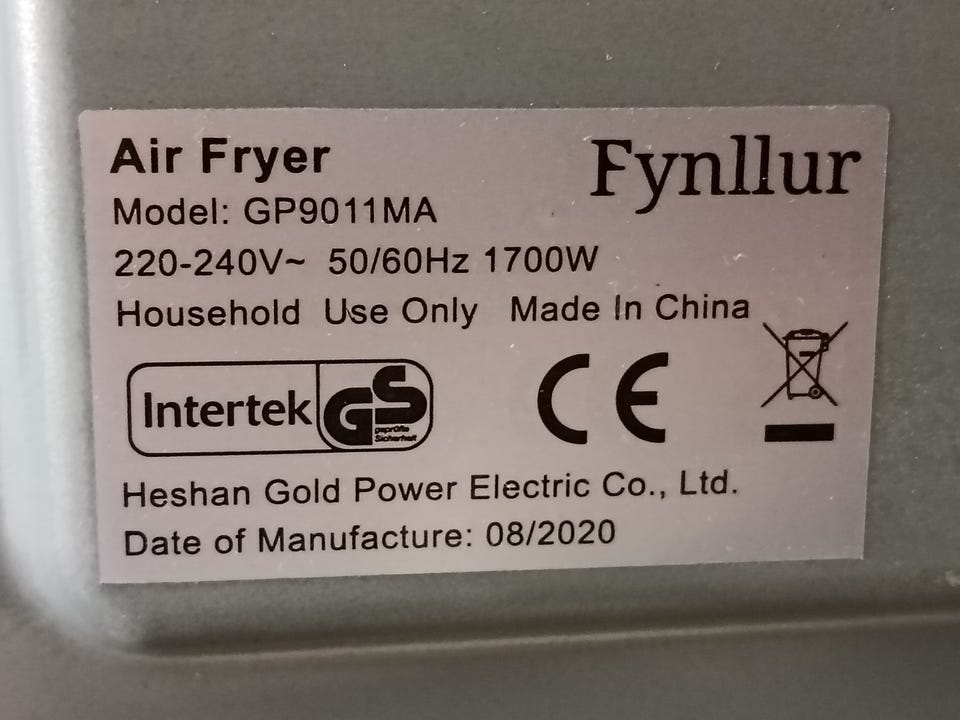 Air Fryer
Fynllur
Model: GP9011MA
220-240V~ 50/60Hz 1700W
Household Use Only Made In China
Intertek GS
geprüfte
Sicherheit
CE
Heshan Gold Power Electric Co., Ltd.
Date of Manufacture: 08/2020